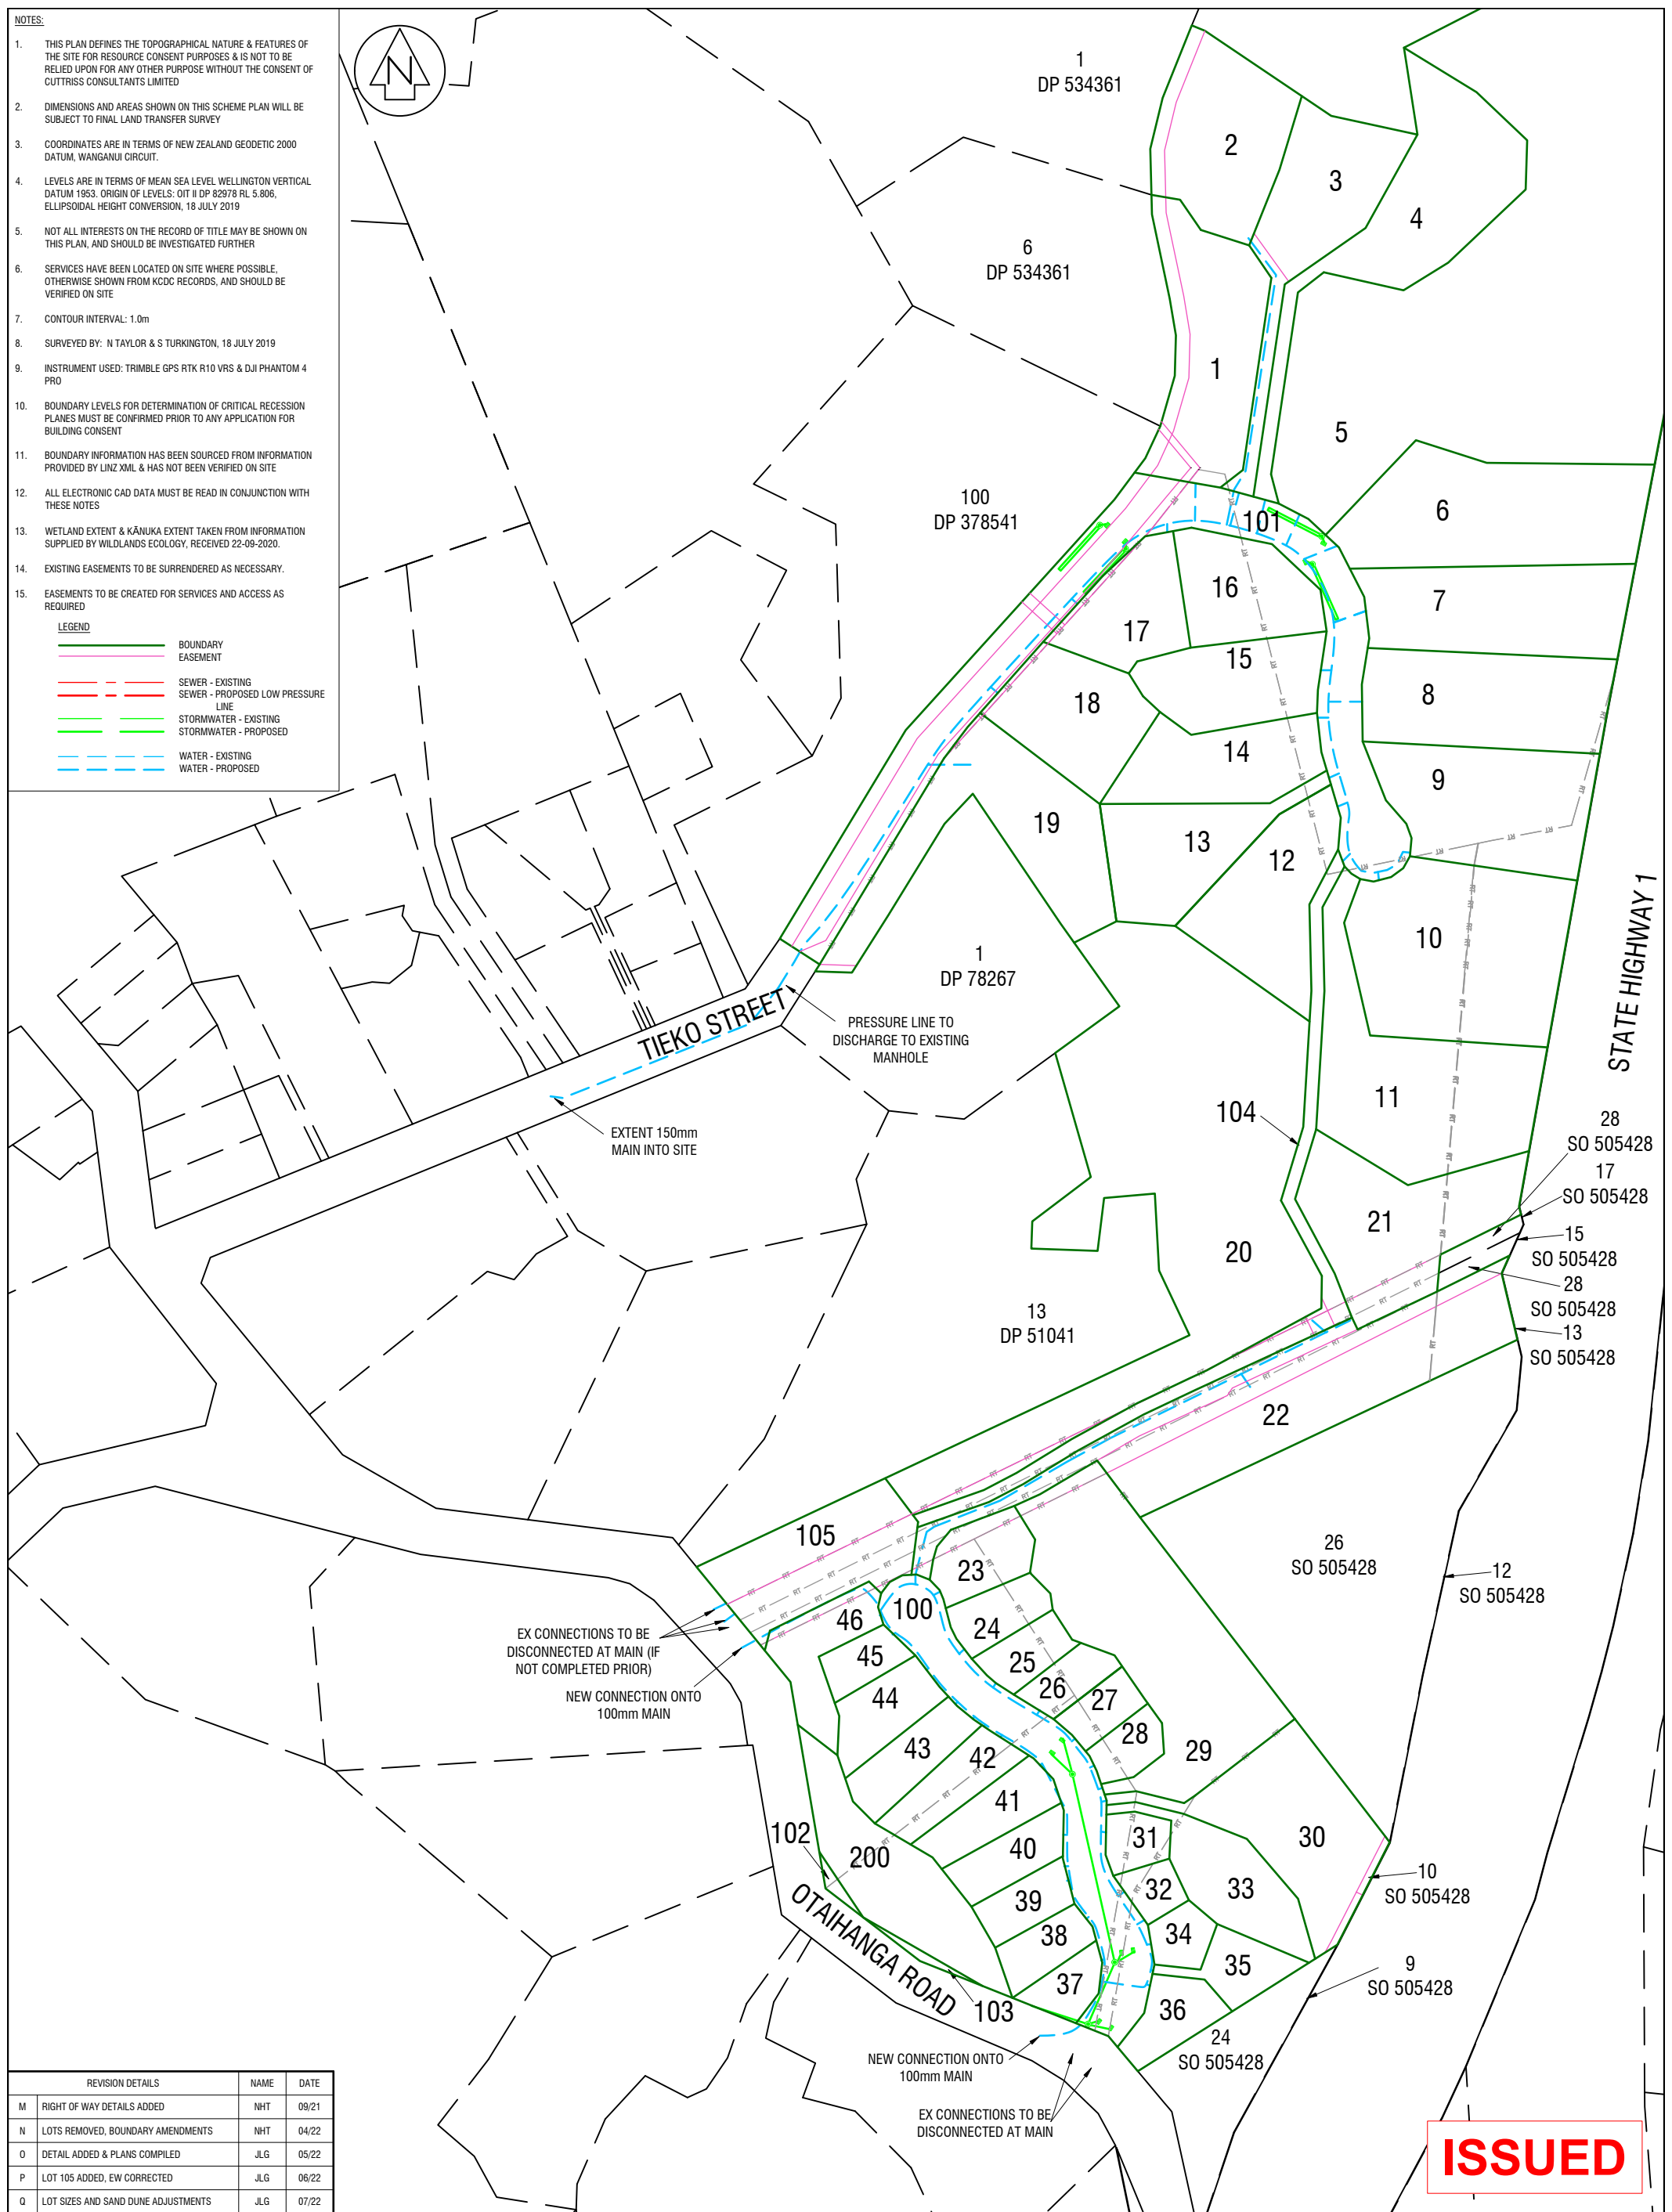 NOTES:
1. THIS PLAN DEFINES THE TOPOGRAPHICAL NATURE & FEATURES OF
THE SITE FOR RESOURCE CONSENT PURPOSES & IS NOT TO BE
RELIED UPON FOR ANY OTHER PURPOSE WITHOUT THE CONSENT OF
CUTTRISS CONSULTANTS LIMITED
2. DIMENSIONS AND AREAS SHOWN ON THIS SCHEME PLAN WILL BE
SUBJECT TO FINAL LAND TRANSFER SURVEY
3. COORDINATES ARE IN TERMS OF NEW ZEALAND GEODETIC 2000
DATUM, WANGANUI CIRCUIT.
4. LEVELS ARE IN TERMS OF MEAN SEA LEVEL WELLINGTON VERTICAL
DATUM 1953. ORIGIN OF LEVELS: OIT II DP 82978 RL 5.806,
ELLIPSOIDAL HEIGHT CONVERSION, 18 JULY 2019
5. NOT ALL INTERESTS ON THE RECORD OF TITLE MAY BE SHOWN ON
THIS PLAN, AND SHOULD BE INVESTIGATED FURTHER
6. SERVICES HAVE BEEN LOCATED ON SITE WHERE POSSIBLE,
OTHERWISE SHOWN FROM KCDC RECORDS, AND SHOULD BE
VERIFIED ON SITE
7. CONTOUR INTERVAL: 1.0m
8. SURVEYED BY: N TAYLOR & S TURKINGTON, 18 JULY 2019
9. INSTRUMENT USED: TRIMBLE GPS RTK R10 VRS & DJI PHANTOM 4
PRO
10. BOUNDARY LEVELS FOR DETERMINATION OF CRITICAL RECESSION
PLANES MUST BE CONFIRMED PRIOR TO ANY APPLICATION FOR
BUILDING CONSENT
11. BOUNDARY INFORMATION HAS BEEN SOURCED FROM INFORMATION
PROVIDED BY LINZ XML & HAS NOT BEEN VERIFIED ON SITE
12. ALL ELECTRONIC CAD DATA MUST BE READ IN CONJUNCTION WITH
THESE NOTES
13. WETLAND EXTENT & KĀNUKA EXTENT TAKEN FROM INFORMATION
SUPPLIED BY WILDLANDS ECOLOGY, RECEIVED 22-09-2020.
14. EXISTING EASEMENTS TO BE SURRENDERED AS NECESSARY.
15. EASEMENTS TO BE CREATED FOR SERVICES AND ACCESS AS
REQUIRED
LEGEND
BOUNDARY
EASEMENT
SEWER - EXISTING
SEWER - PROPOSED LOW PRESSURE
LINE
STORMWATER - EXISTING
STORMWATER - PROPOSED
WATER - EXISTING
WATER - PROPOSED
N
1
DP 534361
2
3
4
6
DP 534361
1
5
100
DP 378541
101
6
16
7
17
15
18
8
14
9
19
13
12
10
1
DP 78267
STATE HIGHWAY 1
TIEKO STREET
PRESSURE LINE TO
DISCHARGE TO EXISTING
MANHOLE
EXTENT 150mm
MAIN INTO SITE
11
104
28
SO 505428
17
SO 505428
21
15
SO 505428
20
28
SO 505428
13
DP 51041
13
SO 505428
22
105
26
SO 505428
12
SO 505428
23
EX CONNECTIONS TO BE
DISCONNECTED AT MAIN (IF
NOT COMPLETED PRIOR)
46
100
24
45
25
NEW CONNECTION ONTO
100mm MAIN
44
26
27
28
43
42
29
41
102
200
40
31
30
32
33
10
SO 505428
39
38
34
OTAIHANGA ROAD
37
35
9
SO 505428
103
36
24
SO 505428
NEW CONNECTION ONTO
100mm MAIN
EX CONNECTIONS TO BE
DISCONNECTED AT MAIN
REVISION DETAILS NAME DATE
M RIGHT OF WAY DETAILS ADDED NHT 09/21
N LOTS REMOVED, BOUNDARY AMENDMENTS NHT 04/22
O DETAIL ADDED & PLANS COMPILED JLG 05/22
P LOT 105 ADDED, EW CORRECTED JLG 06/22
Q LOT SIZES AND SAND DUNE ADJUSTMENTS JLG 07/22
ISSUED